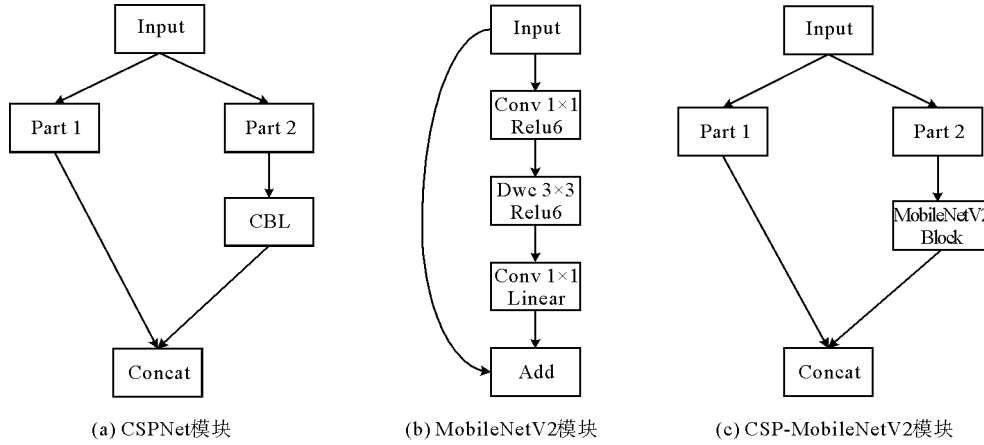 Input
Part 1
Part 2
CBL
Concat
(a) CSPNet模块
Input
Conv 1×1
Relu6
Dwc 3×3
Relu6
Conv 1×1
Linear
Add
(b) MobileNetV2模块
Input
Part 1
Part 2
MobileNetV2
Block
Concat
(c) CSP-MobileNetV2模块